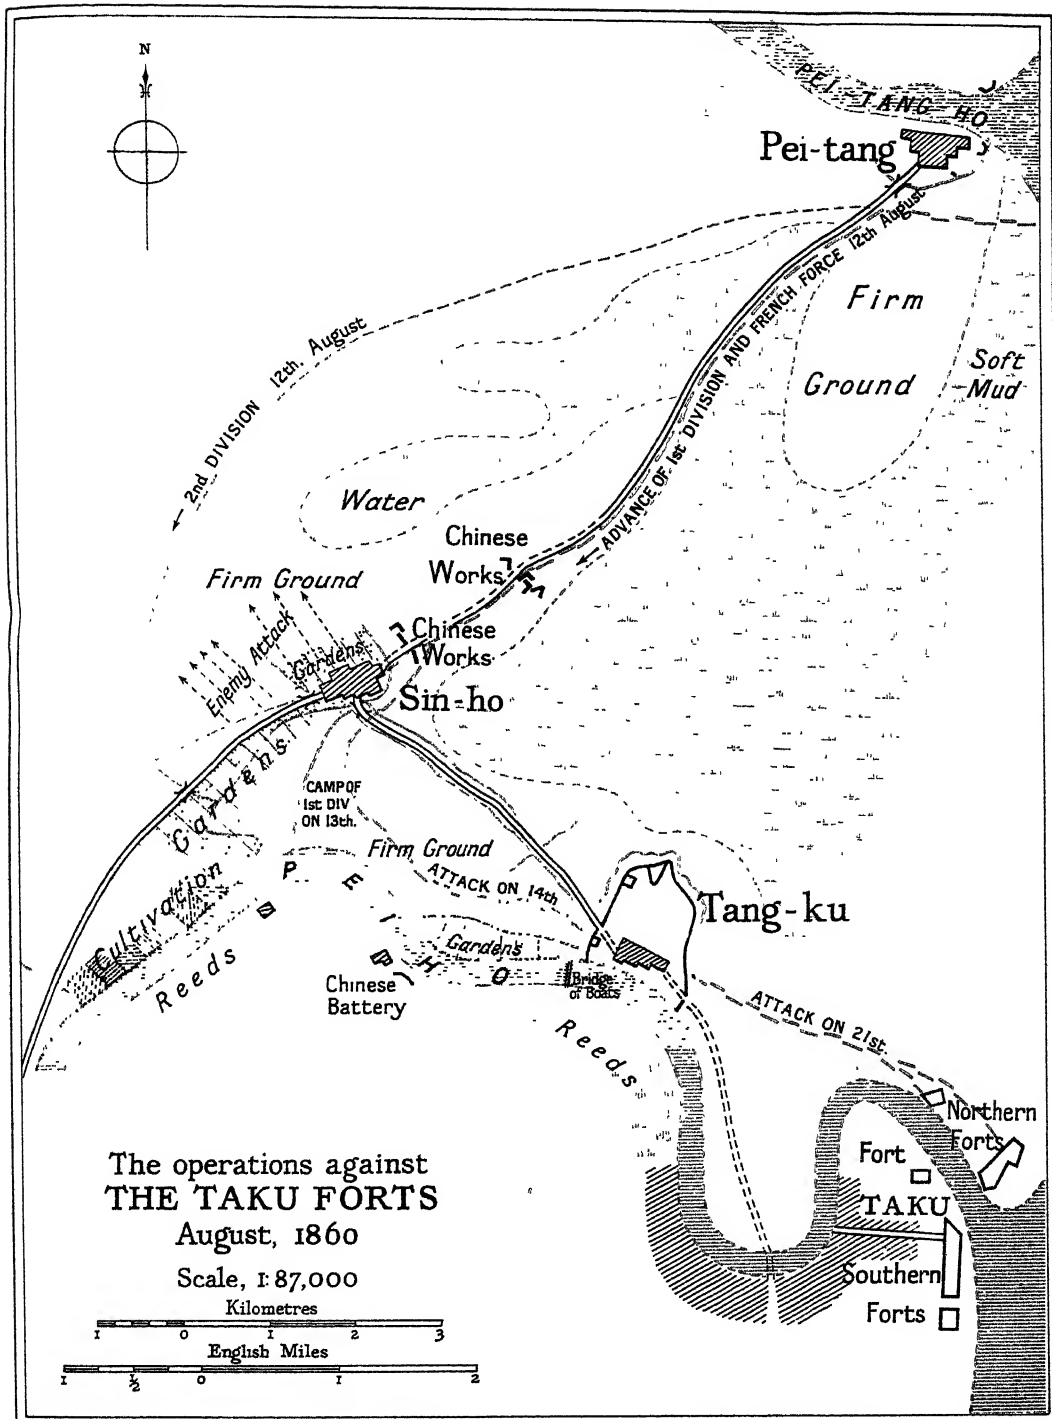 N
PEI-TANG-HO
Pei-tang
12th. August
2nd DIVISION
ADVANCE OF 1st DIVISION AND FRENCH FORCE 12th August
Firm
Ground
Soft
Mud
Water
Chinese
Works
Firm Ground
Chinese
Works
Enemy Attack
Gardens
Sin-ho
Gardens
CAMP OF
1st DIV
ON 13th.
Firm Ground
ATTACK ON 14th
Tang-ku
PEI HO
Cultivation
Reeds
Gardens
Chinese
Battery
Bridge
of Boats
Reeds
ATTACK ON 21st.
Northern
Forts
Fort
TAKU
Southern
Forts
The operations against
THE TAKU FORTS
August, 1860
Scale, 1:87,000
Kilometres
1 0 1 2 3
English Miles
1 ½ 0 1 2